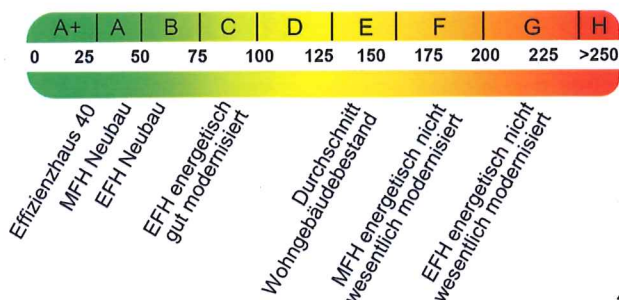 A+ A B C D E F G H
0 25 50 75 100 125 150 175 200 225 >250
Effizienzhaus 40
MFH Neubau
EFH Neubau
EFH energetisch
gut modernisiert
Durchschnitt
Wohngebäudebestand
MFH energetisch nicht
wesentlich modernisiert
EFH energetisch nicht
wesentlich modernisiert